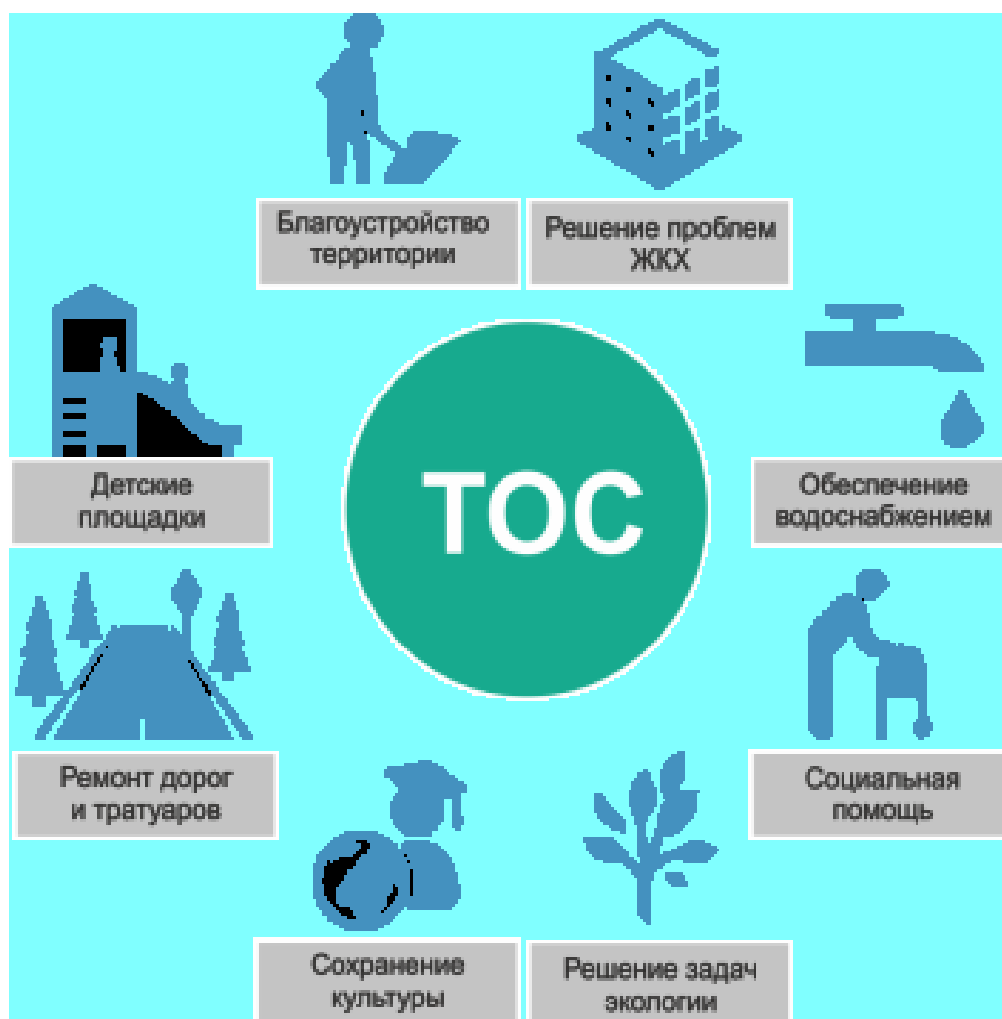 Благоустройство
территории
Решение проблем
ЖКХ
Детские
площадки
ТОС
Обеспечение
водоснабжением
Ремонт дорог
и тратуаров
Социальная
помощь
Сохранение
культуры
Решение задач
экологии